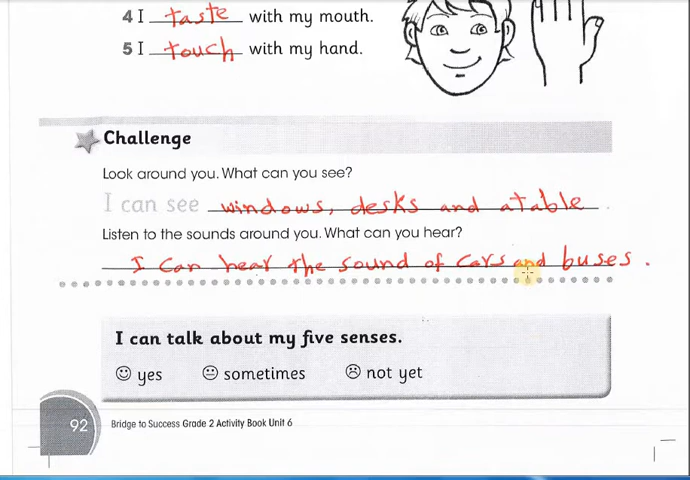 4 I taste with my mouth.
5 I touch with my hand.
Challenge
Look around you. What can you see?
I can see windows, desks and atable.
Listen to the sounds around you. What can you hear?
I can hear the sound of cars and buses.
I can talk about my five senses.
yes sometimes not yet
92 Bridge to Success Grade 2 Activity Book Unit 6